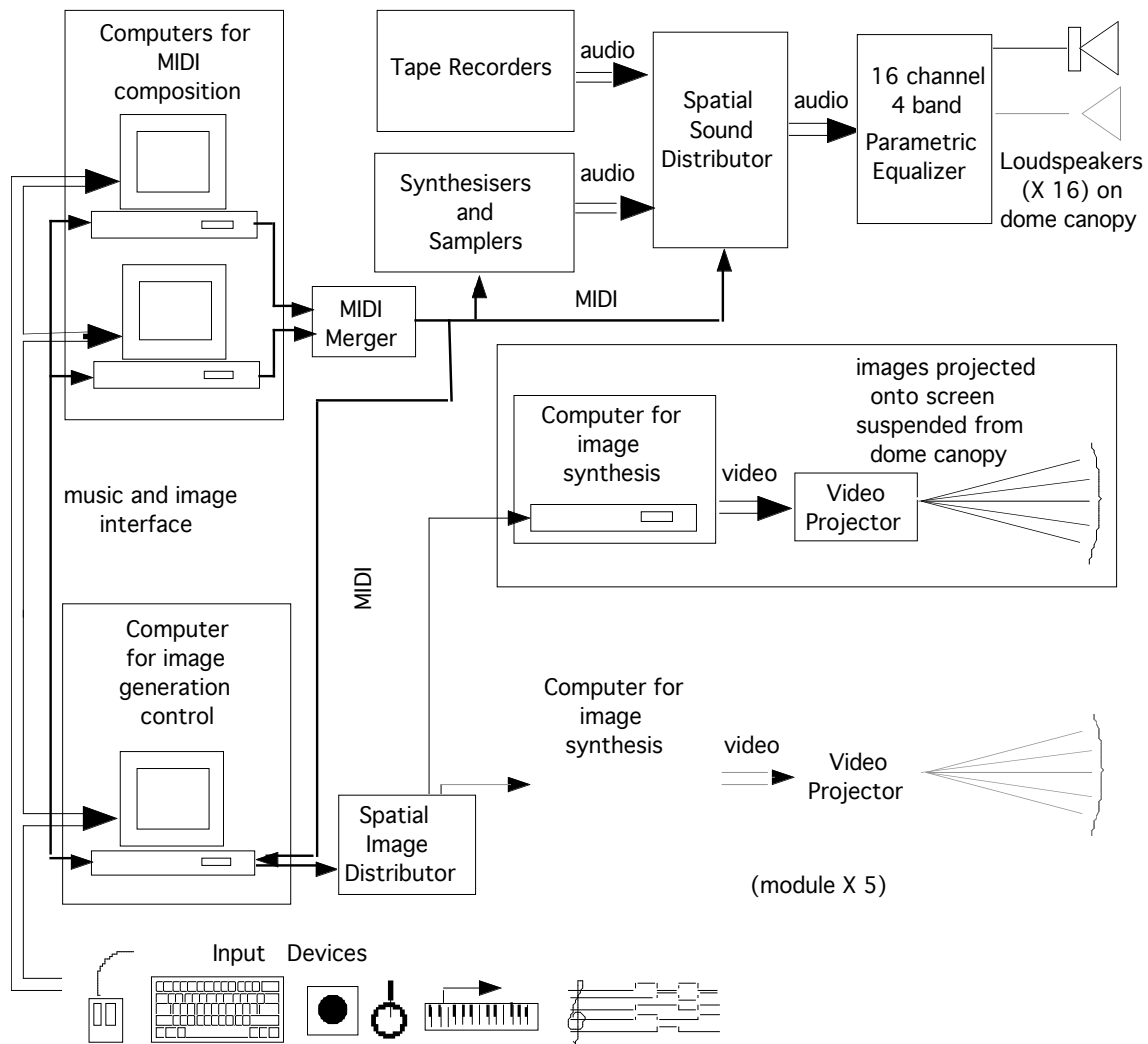 Computers for
MIDI
composition
Tape Recorders
audio
Spatial
Sound
Distributor
audio
16 channel
4 band
Parametric
Equalizer
Loudspeakers
(X 16) on
dome canopy
Synthesisers
and
Samplers
audio
MIDI
Merger
MIDI
images projected
onto screen
suspended from
dome canopy
Computer for
image
synthesis
video
Video
Projector
music and image
interface
MIDI
Computer
for image
generation
control
Computer for
image
synthesis
video
Video
Projector
Spatial
Image
Distributor
(module X 5)
Input Devices